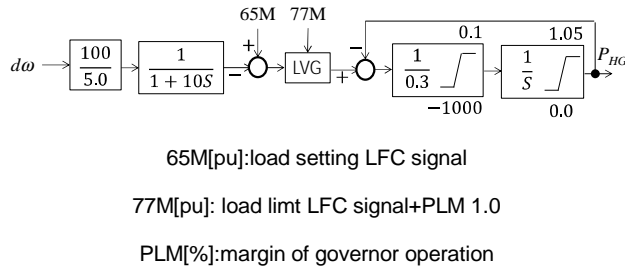 65M 77M
0.1 1.05
dω 100/5.0 1/(1 + 10S) + − LVG + − 1/0.3 1/S P_HG
−1000 0.0
65M[pu]:load setting LFC signal
77M[pu]: load limt LFC signal+PLM 1.0
PLM[%]:margin of governor operation